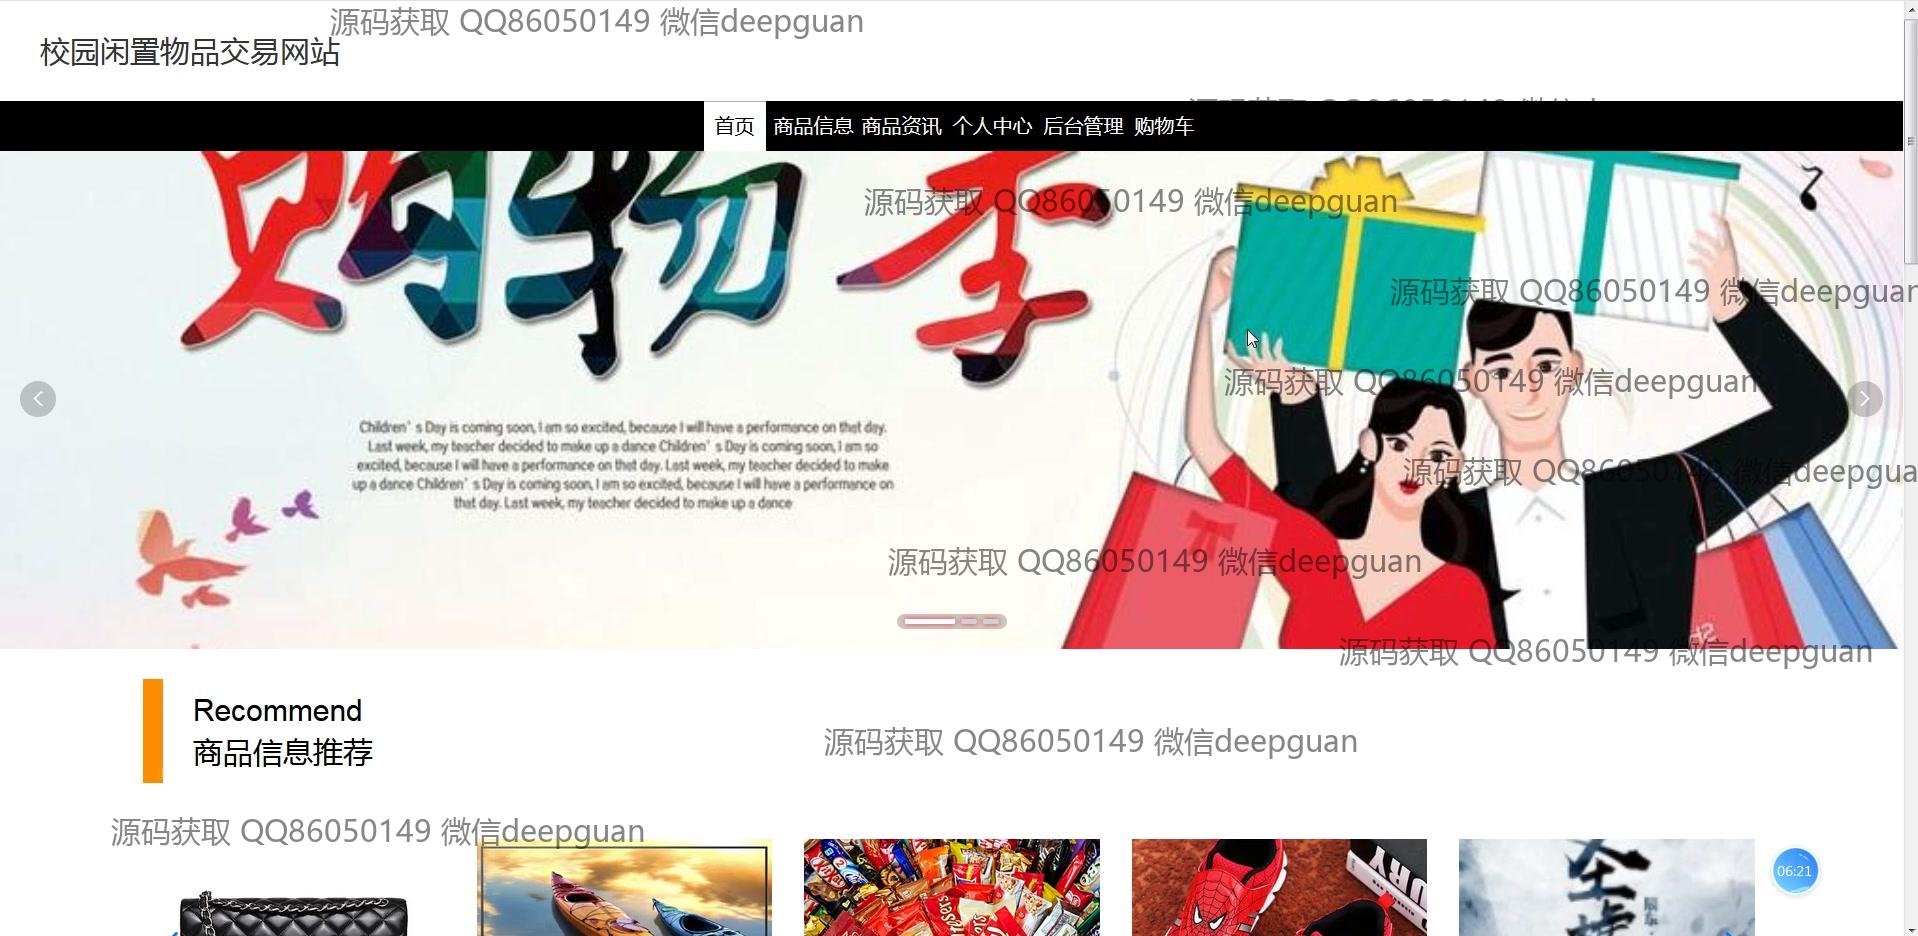 源码获取 QQ86050149 微信deepguan
校园闲置物品交易网站
首页 商品信息 商品资讯 个人中心 后台管理 购物车
购物季
源码获取 QQ86050149 微信deepguan
源码获取 QQ86050149 微信deepguan
源码获取 QQ86050149 微信deepguan
Children's Day is coming soon, I am so excited, because I will have a performance on that day.
Last week, my teacher decided to make up a dance Children's Day is coming soon, I am so
excited, because I will have a performance on that day. Last week, my teacher decided to make
up a dance Children's Day is coming soon, I am so excited, because I will have a performance on
that day. Last week, my teacher decided to make up a dance
源码获取 QQ86050149 微信deepgua
源码获取 QQ86050149 微信deepguan
源码获取 QQ86050149 微信deepguan
Recommend
商品信息推荐
源码获取 QQ86050149 微信deepguan
源码获取 QQ86050149 微信deepguan
06:21